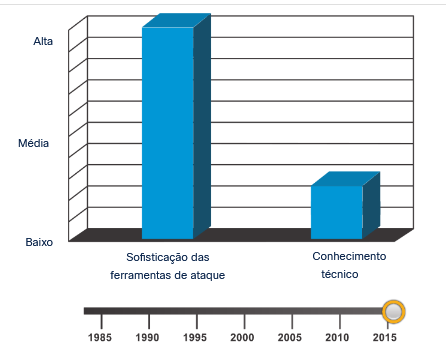 Alta
Média
Baixo
Sofisticação das
ferramentas de ataque
Conhecimento
técnico
1985 1990 1995 2000 2005 2010 2015